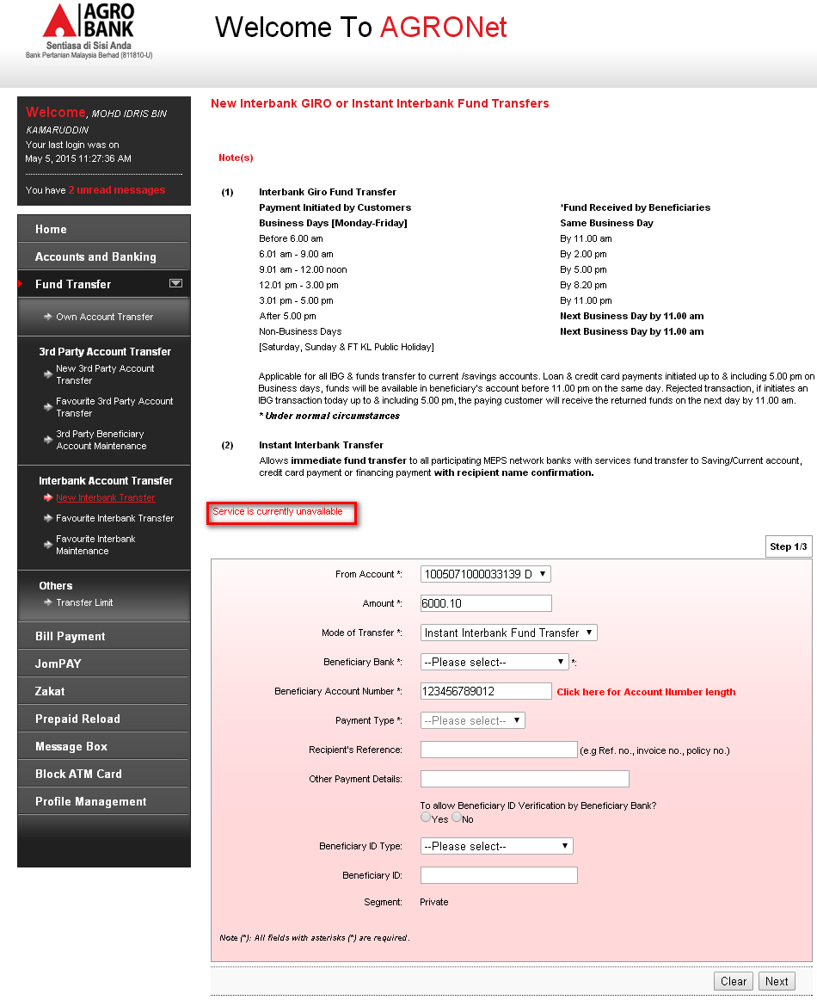 AGRO
BANK
Sentiasa di Sisi Anda
Bank Pertanian Malaysia Berhad (811810-U)
Welcome To AGRONet
Welcome, MOHD IDRIS BIN
KAMARUDDIN
Your last login was on
May 5, 2015 11:27:36 AM
You have 2 unread messages
Home
Accounts and Banking
Fund Transfer
Own Account Transfer
3rd Party Account Transfer
New 3rd Party Account
Transfer
Favourite 3rd Party Account
Transfer
3rd Party Beneficiary
Account Maintenance
Interbank Account Transfer
New Interbank Transfer
Favourite Interbank Transfer
Favourite Interbank
Maintenance
Others
Transfer Limit
Bill Payment
JomPAY
Zakat
Prepaid Reload
Message Box
Block ATM Card
Profile Management
New Interbank GIRO or Instant Interbank Fund Transfers
Note(s)
(1) Interbank Giro Fund Transfer
Payment Initiated by Customers *Fund Received by Beneficiaries
Business Days [Monday-Friday] Same Business Day
Before 6.00 am By 11.00 am
6.01 am - 9.00 am By 2.00 pm
9.01 am - 12.00 noon By 5.00 pm
12.01 pm - 3.00 pm By 8.20 pm
3.01 pm - 5.00 pm By 11.00 pm
After 5.00 pm Next Business Day by 11.00 am
Non-Business Days Next Business Day by 11.00 am
[Saturday, Sunday & FT KL Public Holiday]
Applicable for all IBG & funds transfer to current /savings accounts. Loan & credit card payments initiated up to & including 5.00 pm on
Business days, funds will be available in beneficiary's account before 11.00 pm on the same day. Rejected transaction, if initiates an
IBG transaction today up to & including 5.00 pm, the paying customer will receive the returned funds on the next day by 11.00 am.
* Under normal circumstances
(2) Instant Interbank Transfer
Allows immediate fund transfer to all participating MEPS network banks with services fund transfer to Saving/Current account,
credit card payment or financing payment with recipient name confirmation.
Service is currently unavailable
Step 1/3
From Account *: 1005071000033139 D
Amount *: 6000.10
Mode of Transfer *: Instant Interbank Fund Transfer
Beneficiary Bank *: --Please select-- *:
Beneficiary Account Number *: 123456789012 Click here for Account Number length
Payment Type *: --Please select--
Recipient's Reference: (e.g Ref. no., invoice no., policy no.)
Other Payment Details:
To allow Beneficiary ID Verification by Beneficiary Bank?
Yes No
Beneficiary ID Type: --Please select--
Beneficiary ID:
Segment: Private
Note (*): All fields with asterisks (*) are required.
Clear Next